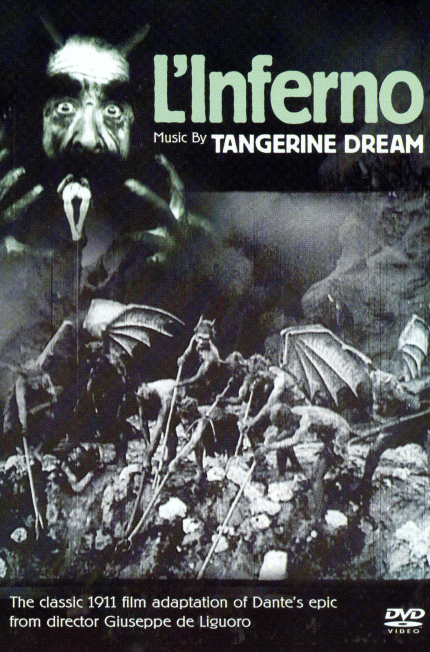 L'Inferno
Music By TANGERINE DREAM
The classic 1911 film adaptation of Dante's epic
from director Giuseppe de Liguoro
DVD
VIDEO